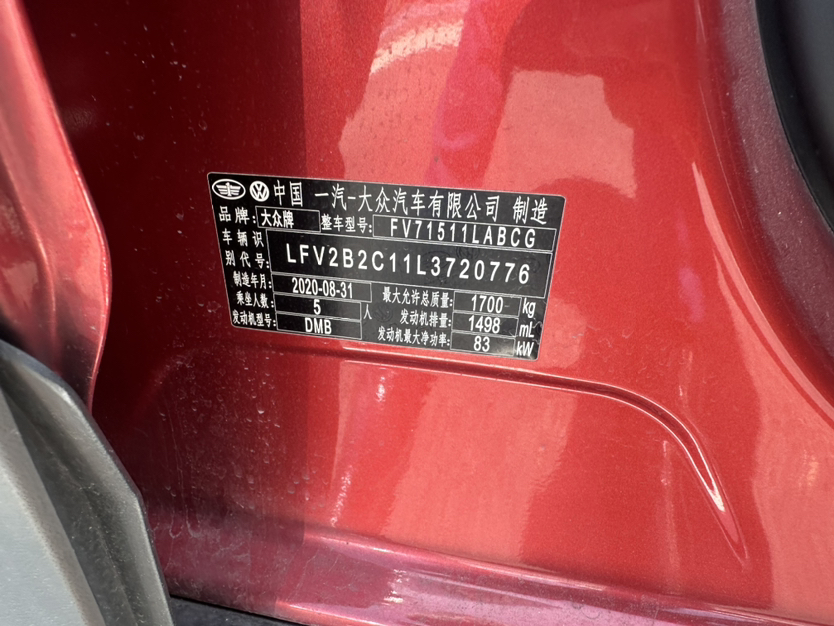 中国 一汽-大众汽车有限公司 制造
品牌: 大众牌 整车型号: FV71511LABCG
车辆识别代号: LFV2B2C11L3720776
制造年月: 2020-08-31 最大允许总质量: 1700 kg
乘坐人数: 5 人 发动机排量: 1498 mL
发动机型号: DMB 发动机最大净功率: 83 kW